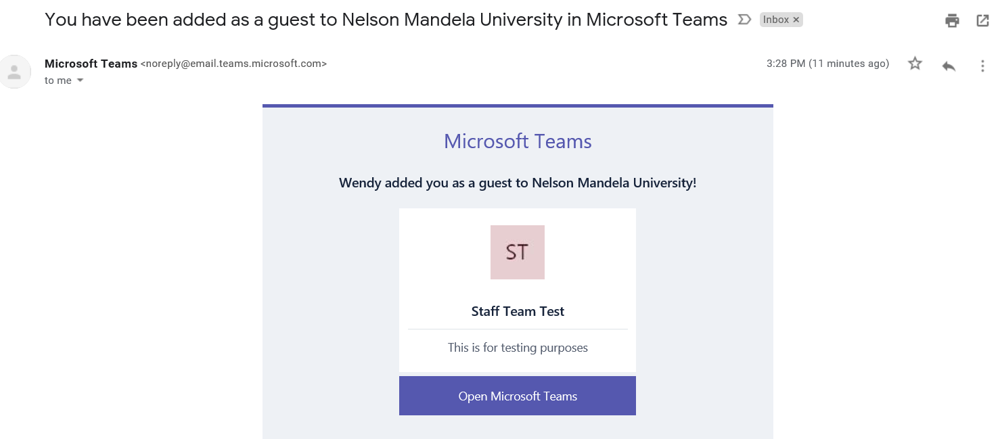 You have been added as a guest to Nelson Mandela University in Microsoft Teams Inbox ×
Microsoft Teams <noreply@email.teams.microsoft.com> 3:28 PM (11 minutes ago)
to me
Microsoft Teams
Wendy added you as a guest to Nelson Mandela University!
ST
Staff Team Test
This is for testing purposes
Open Microsoft Teams